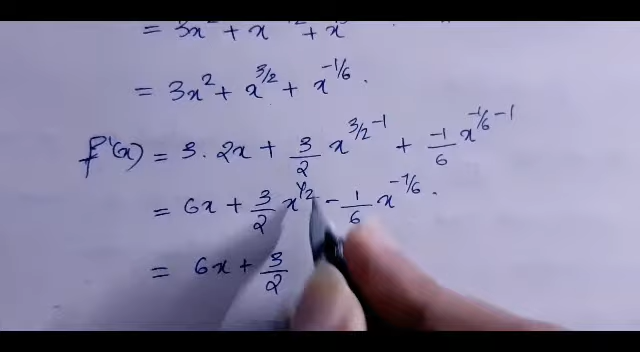 = 3x² + x
= 3x² + x^{3/2} + x^{-1/6}.
f'(x) = 3. 2x + 3/2 x^{3/2 -1} + -1/6 x^{-1/6 -1}
= 6x + 3/2 x^{1/2} - 1/6 x^{-7/6}.
= 6x + 3/2